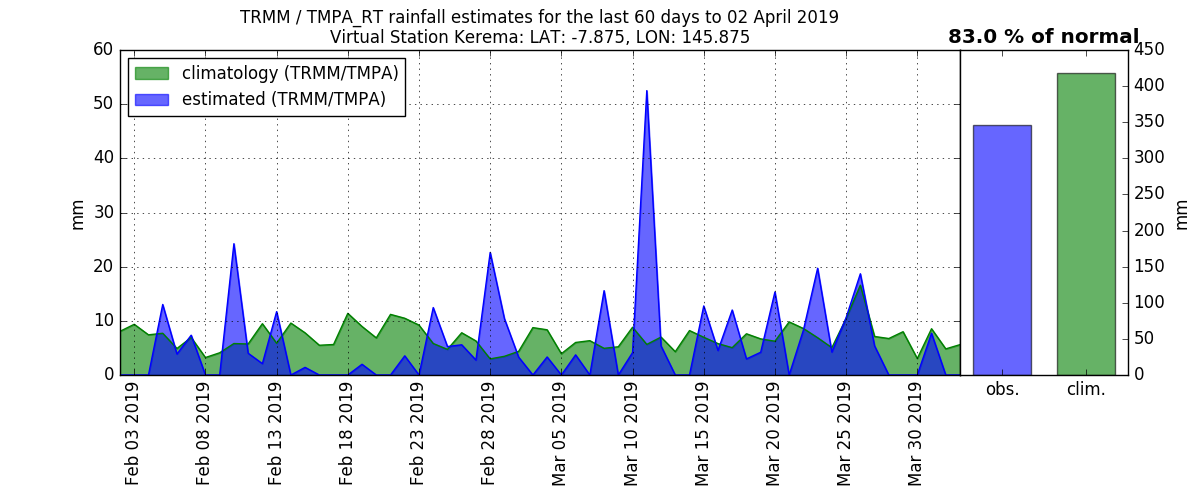 TRMM / TMPA_RT rainfall estimates for the last 60 days to 02 April 2019
Virtual Station Kerema: LAT: -7.875, LON: 145.875
83.0 % of normal
climatology (TRMM/TMPA)
estimated (TRMM/TMPA)
60
50
40
30
20
10
0
mm
Feb 03 2019
Feb 08 2019
Feb 13 2019
Feb 18 2019
Feb 23 2019
Feb 28 2019
Mar 05 2019
Mar 10 2019
Mar 15 2019
Mar 20 2019
Mar 25 2019
Mar 30 2019
obs.
clim.
450
400
350
300
250
200
150
100
50
0
mm